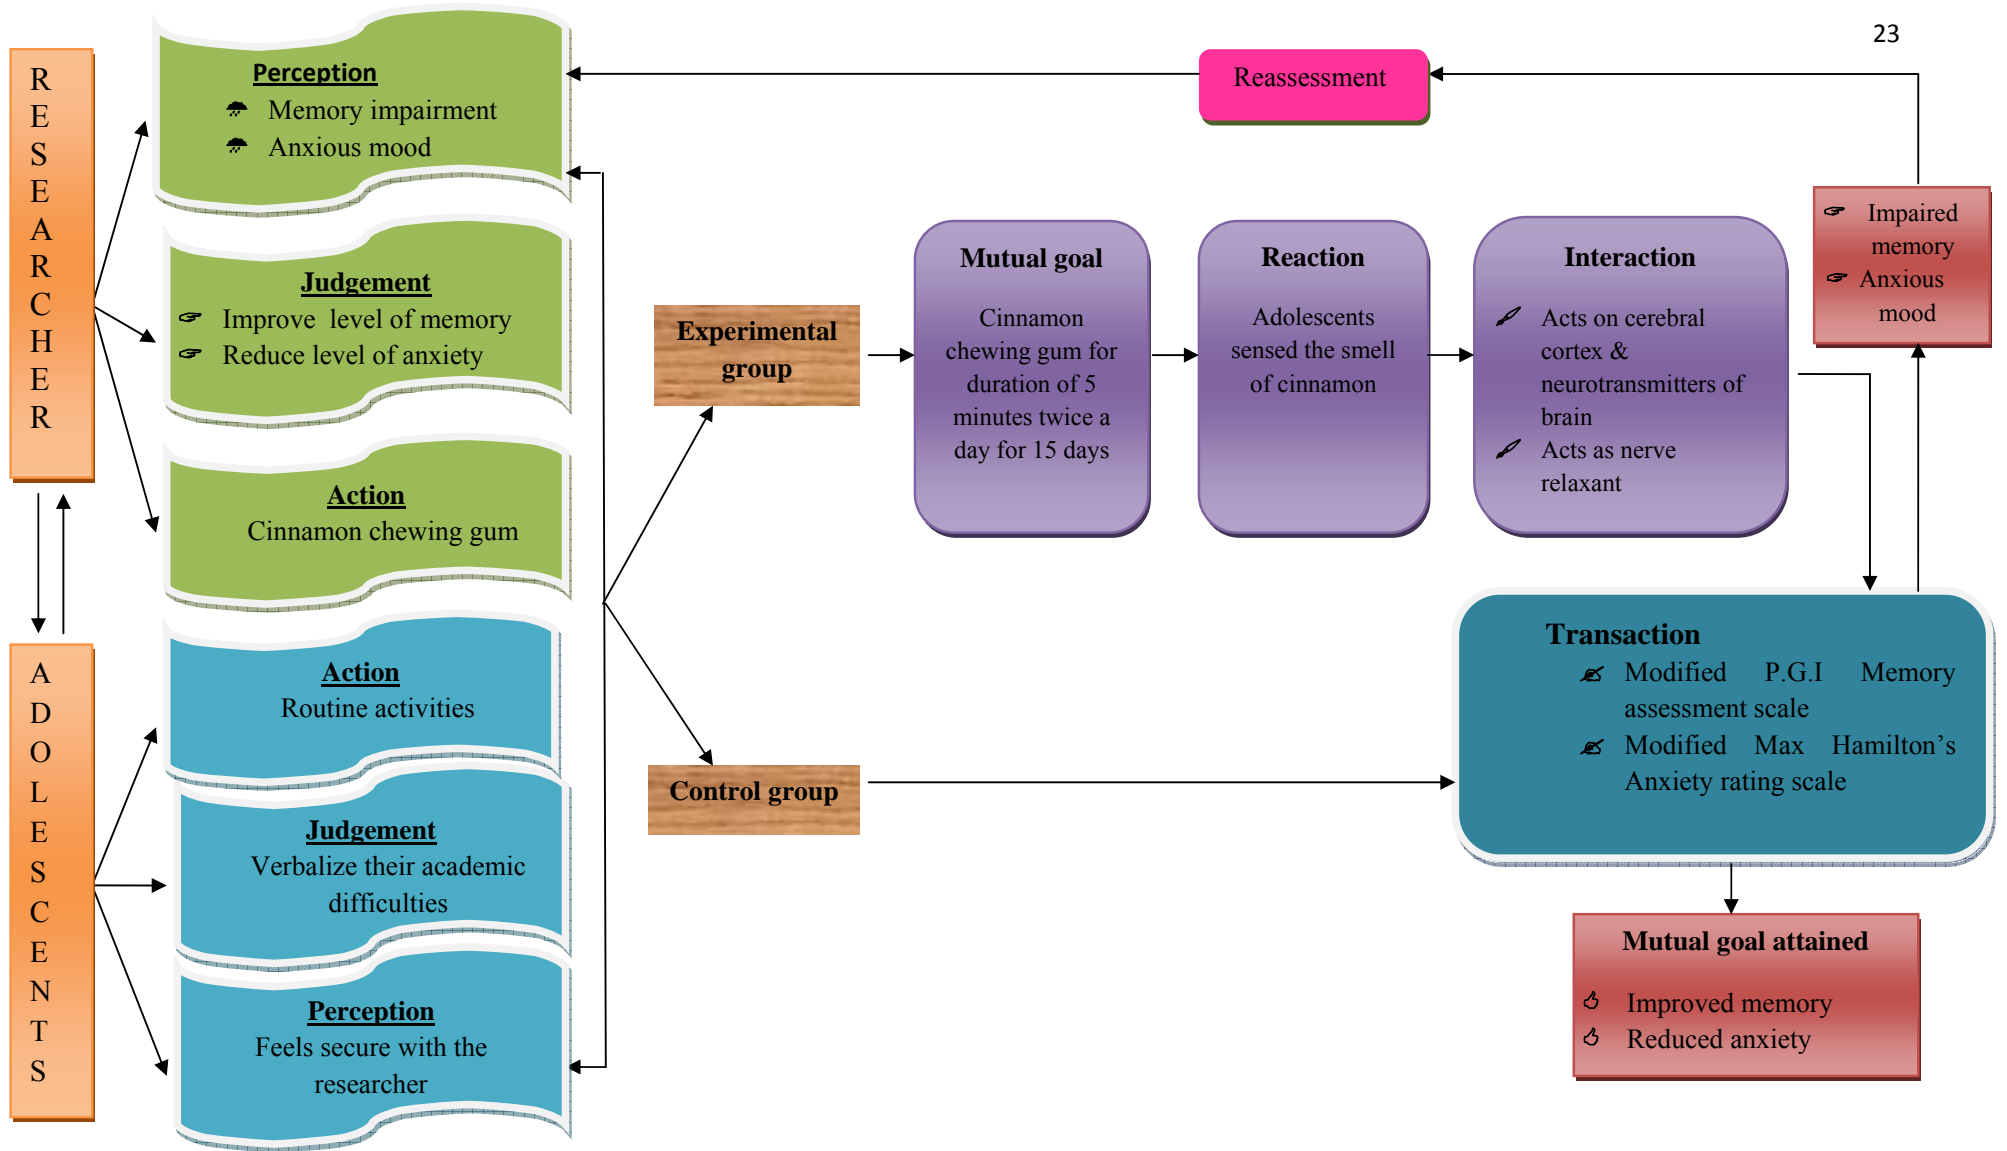 23
RESEARCHER
Perception
Memory impairment
Anxious mood
Judgement
Improve level of memory
Reduce level of anxiety
Action
Cinnamon chewing gum
ADOLESCENTS
Action
Routine activities
Judgement
Verbalize their academic
difficulties
Perception
Feels secure with the
researcher
Experimental
group
Control group
Mutual goal
Cinnamon
chewing gum for
duration of 5
minutes twice a
day for 15 days
Reaction
Adolescents
sensed the smell
of cinnamon
Interaction
Acts on cerebral
cortex &
neurotransmitters of
brain
Acts as nerve
relaxant
Reassessment
Impaired
memory
Anxious
mood
Transaction
Modified P.G.I Memory
assessment scale
Modified Max Hamilton’s
Anxiety rating scale
Mutual goal attained
Improved memory
Reduced anxiety